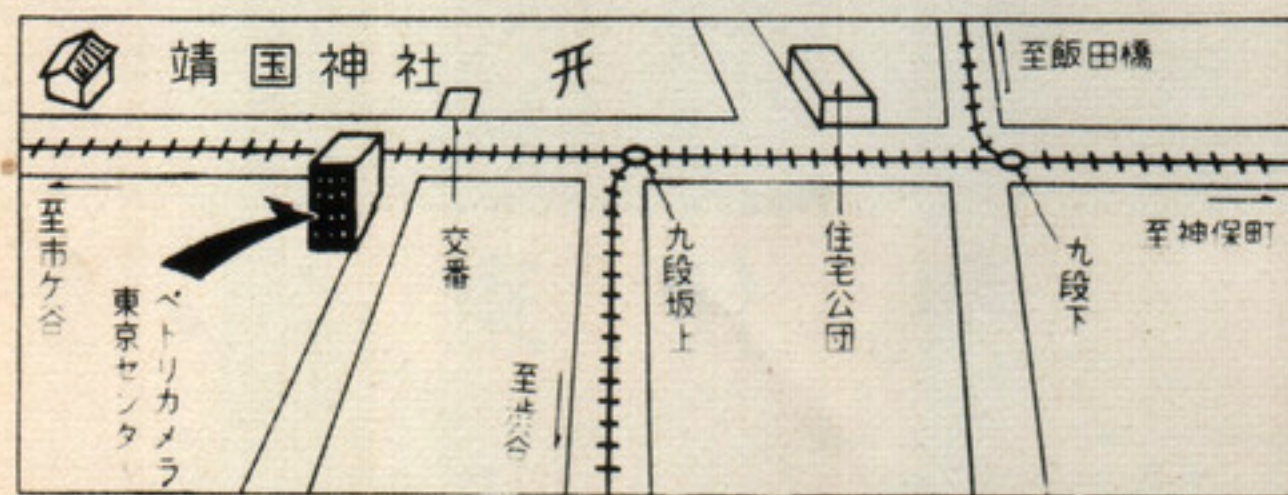 靖国神社
至飯田橋
至市ケ谷
ペトリカメラ
東京センター
交番
至渋谷
九段坂上
住宅公団
九段下
至神保町